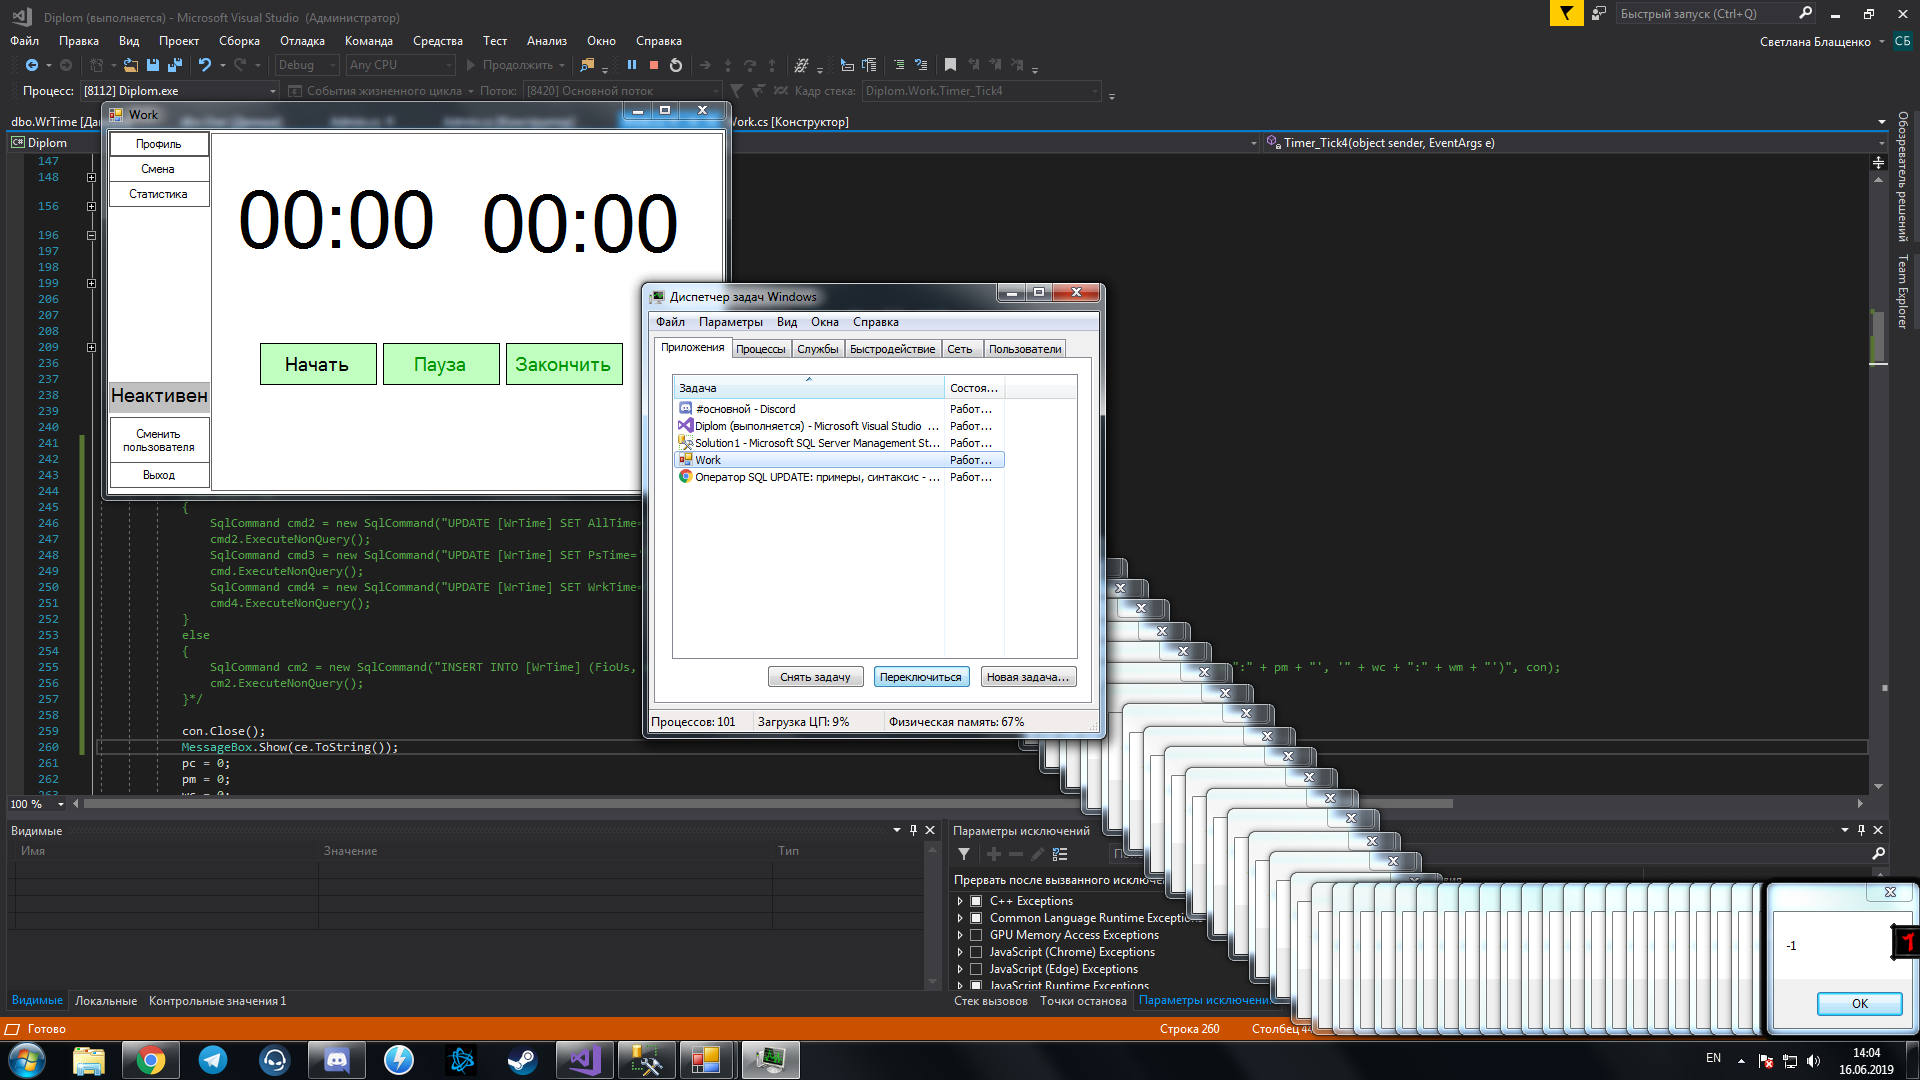 Diplom (выполняется) - Microsoft Visual Studio (Администратор)
Быстрый запуск (Ctrl+Q)
Файл Правка Вид Проект Сборка Отладка Команда Средства Тест Анализ Окно Справка
Светлана Блащенко СБ
Debug Any CPU Продолжить
Процесс: [8112] Diplom.exe События жизненного цикла Поток: [8420] Основной поток Кадр стека: Diplom.Work.Timer_Tick4
dbo.WrTime [Да
Work.cs [Конструктор]
C# Diplom
Timer_Tick4(object sender, EventArgs e)
Обозреватель решений
Team Explorer
Work
Профиль
Смена
Статистика
00:00 00:00
Начать Пауза Закончить
Неактивен
Сменить
пользователя
Выход
Диспетчер задач Windows
Файл Параметры Вид Окна Справка
Приложения Процессы Службы Быстродействие Сеть Пользователи
Задача Состоя...
#основной - Discord Работ...
Diplom (выполняется) - Microsoft Visual Studio ... Работ...
Solution1 - Microsoft SQL Server Management St... Работ...
Work Работ...
Оператор SQL UPDATE: примеры, синтаксис - ... Работ...
Снять задачу Переключиться Новая задача...
Процессов: 101 Загрузка ЦП: 9% Физическая память: 67%
147
148
156
196
197
198
199
206
207
208
209
236
237
238
239
240
241
242
243
244
245 {
246 SqlCommand cmd2 = new SqlCommand("UPDATE [WrTime] SET AllTime=
247 cmd2.ExecuteNonQuery();
248 SqlCommand cmd3 = new SqlCommand("UPDATE [WrTime] SET PsTime='
249 cmd.ExecuteNonQuery();
250 SqlCommand cmd4 = new SqlCommand("UPDATE [WrTime] SET WrkTime=
251 cmd4.ExecuteNonQuery();
252 }
253 else
254 {
255 SqlCommand cm2 = new SqlCommand("INSERT INTO [WrTime] (FioUs, ":" + pm + "', '" + wc + ":" + wm + "')", con);
256 cm2.ExecuteNonQuery();
257 }*/
258
259 con.Close();
260 MessageBox.Show(ce.ToString());
261 pc = 0;
262 pm = 0;
100 %
Видимые
Имя Значение Тип
Видимые Локальные Контрольные значения 1
Параметры исключений
Прервать после вызванного исключе
C++ Exceptions
Common Language Runtime Exceptions
GPU Memory Access Exceptions
JavaScript (Chrome) Exceptions
JavaScript (Edge) Exceptions
JavaScript Runtime Exceptions
Стек вызовов Точки останова Параметры исключени
-1
OK
Готово Строка 260 Столбец 44
EN
14:04
16.06.2019